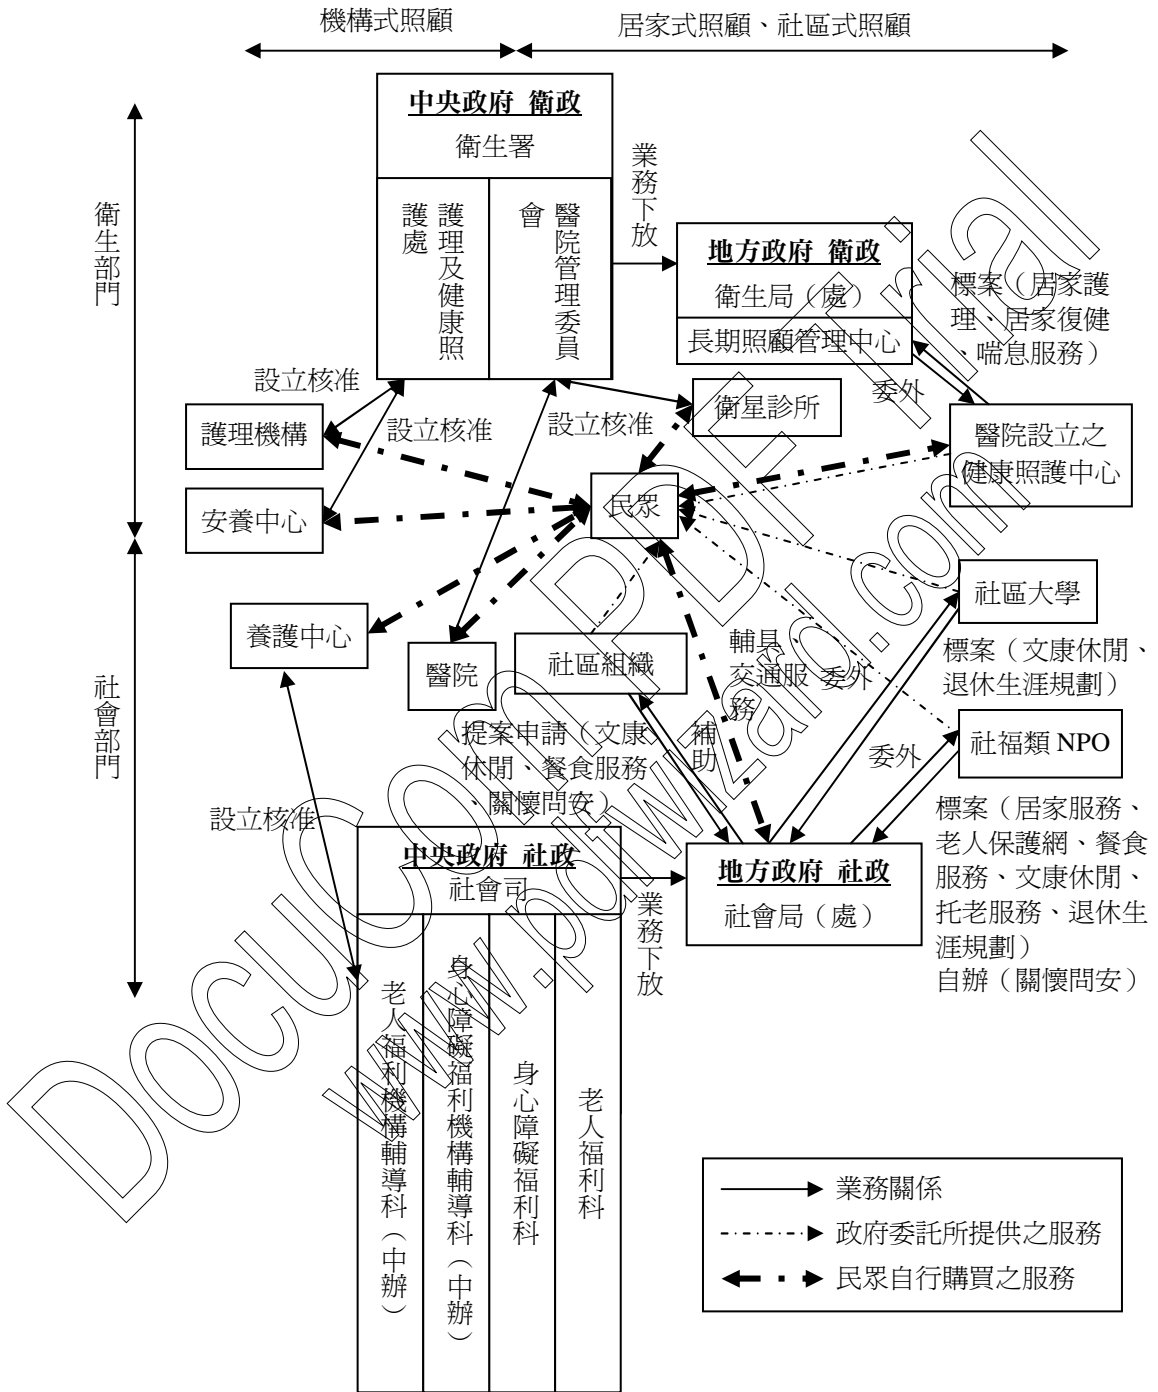 機構式照顧
居家式照顧、社區式照顧
中央政府 衛政
衛生署
護理及健康照
護處
醫院管理委員
會
業務下放
衛生部門
地方政府 衛政
衛生局（處）
長期照顧管理中心
標案（居家護
理、居家復健
、喘息服務）
委外
設立核准
設立核准
設立核准
護理機構
衛星診所
醫院設立之
健康照護中心
安養中心
民眾
社區大學
標案（文康休閒、
退休生涯規劃）
養護中心
醫院
社區組織
輔具、
交通服
務
委外
社會部門
提案申請（文康
休閒、餐食服務
、關懷問安）
補助
社福類 NPO
委外
設立核准
中央政府 社政
社會司
業務下放
地方政府 社政
社會局（處）
標案（居家服務、
老人保護網、餐食
服務、文康休閒、
托老服務、退休生
涯規劃）
自辦（關懷問安）
老人福利機構輔導科（中辦）
身心障礙福利機構輔導科（中辦）
身心障礙福利科
老人福利科
業務關係
政府委託所提供之服務
民眾自行購買之服務
DocuCom PDF Trial
www.pdfwizard.com